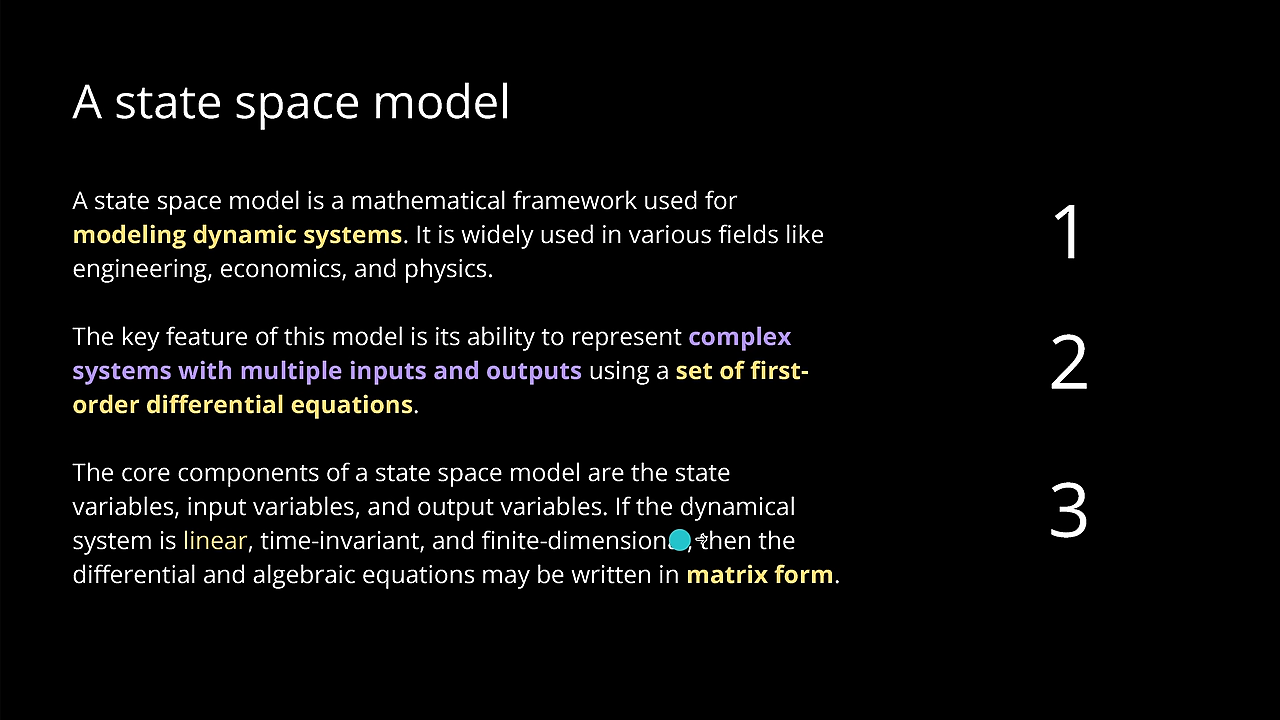 A state space model
A state space model is a mathematical framework used for
modeling dynamic systems. It is widely used in various fields like
engineering, economics, and physics.
1
The key feature of this model is its ability to represent complex
systems with multiple inputs and outputs using a set of first-
order differential equations.
2
The core components of a state space model are the state
variables, input variables, and output variables. If the dynamical
system is linear, time-invariant, and , then the
differential and algebraic equations may be written in matrix form.
3